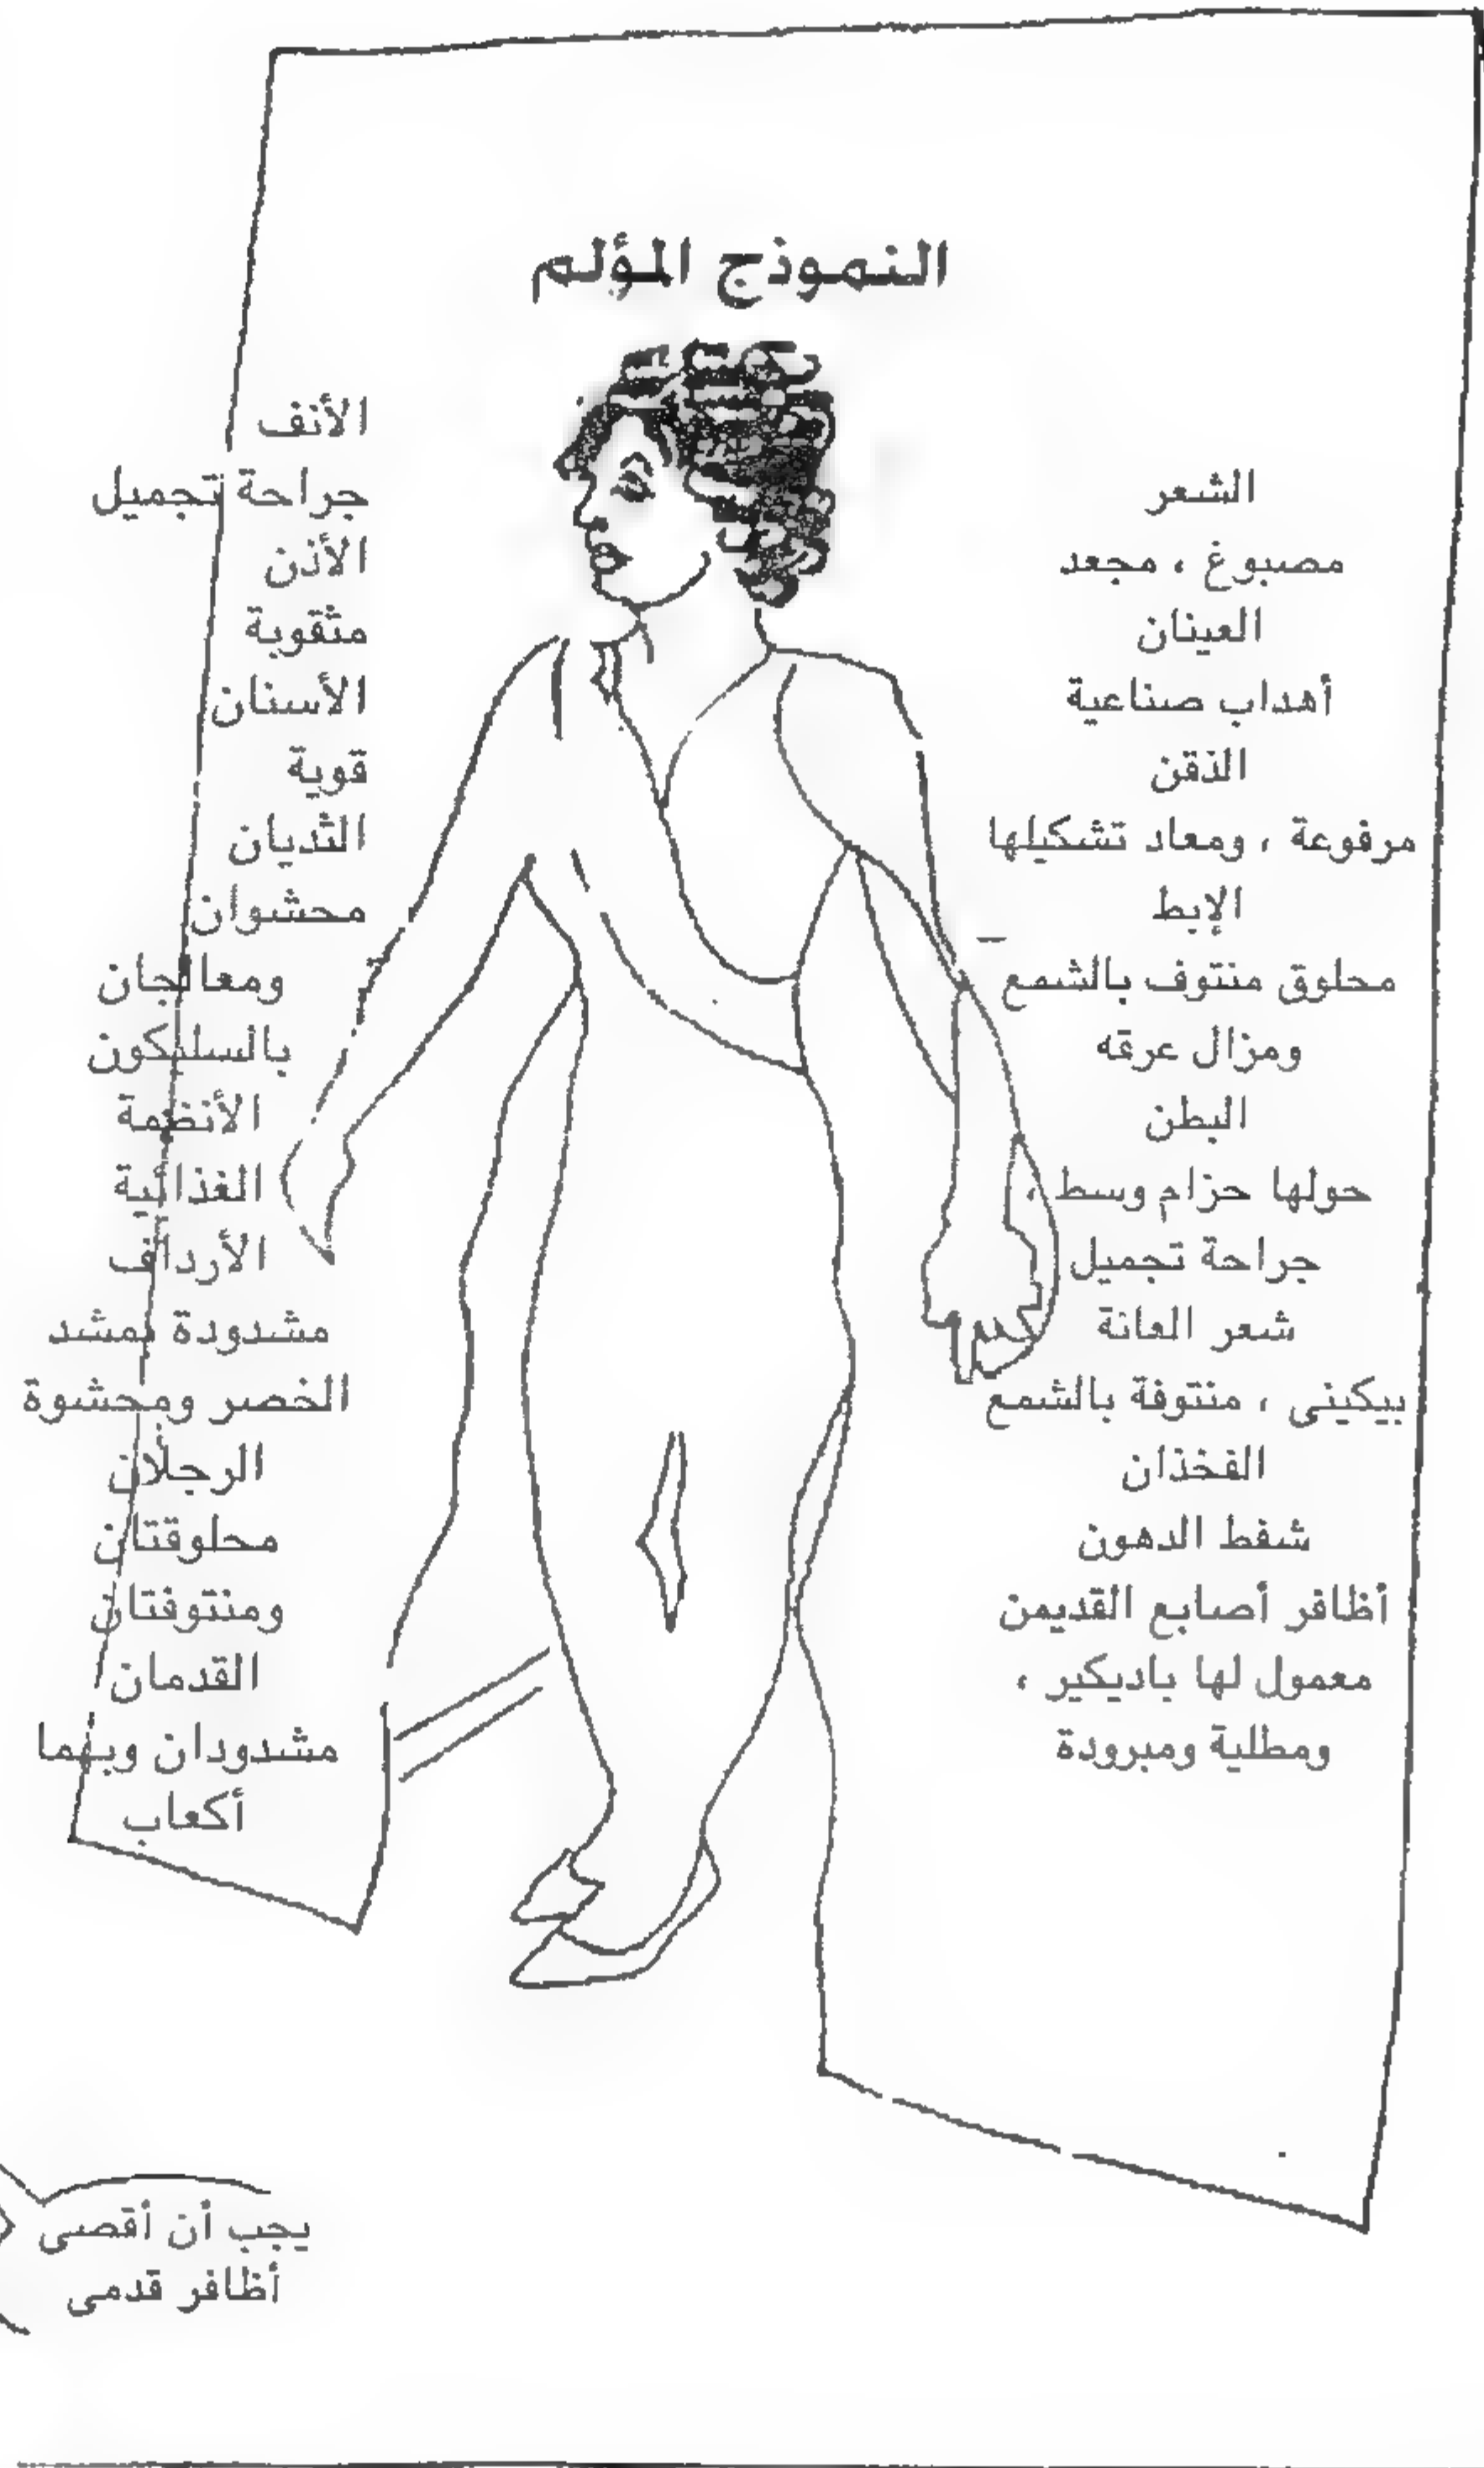 النموذج المؤلم
الشعر
مصبوغ ، مجعد
العينان
أهداب صناعية
الذقن
مرفوعة ، ومعاد تشكيلها
الإبط
محلوق منتوف بالشمع
ومزال عرقه
البطن
حولها حزام وسط ،
جراحة تجميل
شعر العانة
بيكينى ، منتوفة بالشمع
الفخذان
شفط الدهون
أظافر أصابع القديمن
معمول لها باديكير ،
ومطلية ومبرودة
الأنف
جراحة تجميل
الأذن
مثقوبة
الأسنان
قوية
الثديان
محشوان
ومعالجان
بالسليكون
الأنظمة
الغذائية
الأرداف
مشدودة بمشد
الخصر ومحشوة
الرجلان
محلوقتان
ومنتوفتان
القدمان
مشدودان وبهما
أكعاب
يجب أن أقصى
أظافر قدمى